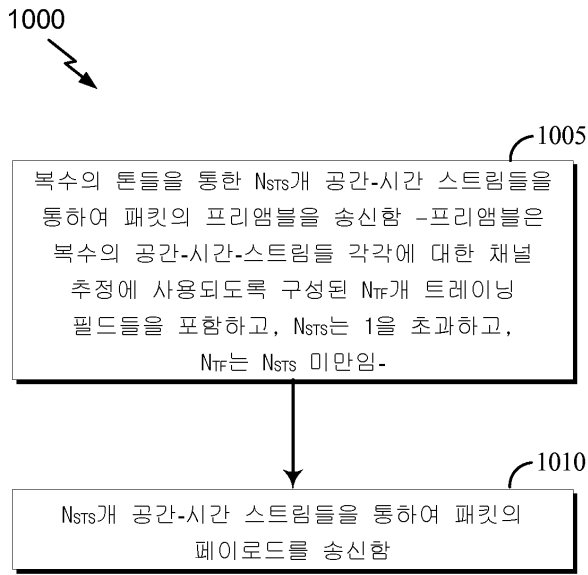 1000
1005
복수의 톤들을 통한 NSTS개 공간-시간 스트림들을
통하여 패킷의 프리앰블을 송신함 –프리앰블은
복수의 공간-시간-스트림들 각각에 대한 채널
추정에 사용되도록 구성된 NTF개 트레이닝
필드들을 포함하고, NSTS는 1을 초과하고,
NTF는 NSTS 미만임-
1010
NSTS개 공간-시간 스트림들을 통하여 패킷의
페이로드를 송신함